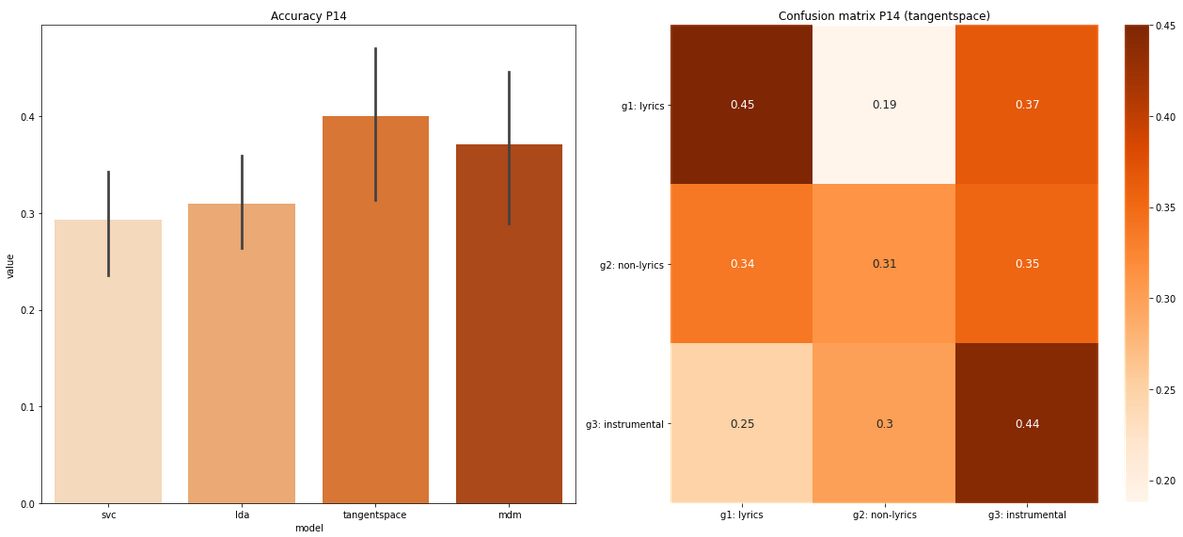 Accuracy P14
value
0.4
0.3
0.2
0.1
0.0
svc lda tangentspace mdm
model
Confusion matrix P14 (tangentspace)
g1: lyrics 0.45 0.19 0.37
g2: non-lyrics 0.34 0.31 0.35
g3: instrumental 0.25 0.3 0.44
g1: lyrics g2: non-lyrics g3: instrumental
0.45
0.40
0.35
0.30
0.25
0.20